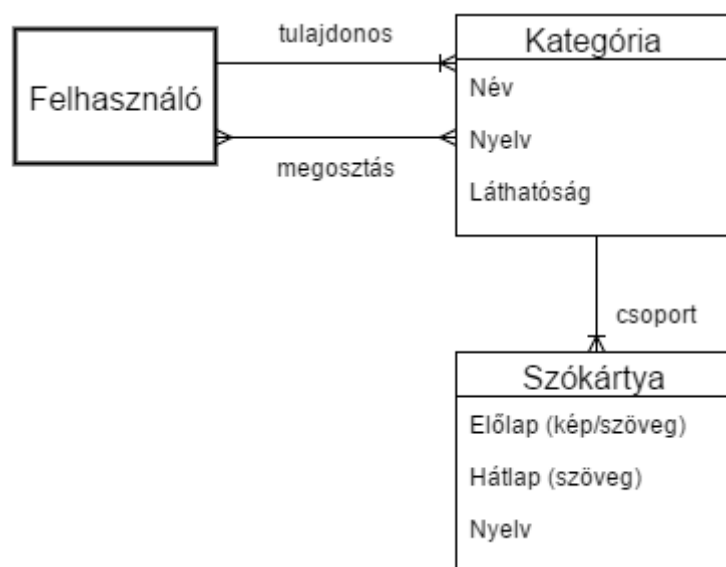 tulajdonos
Felhasználó
megosztás
Kategória
Név
Nyelv
Láthatóság
csoport
Szókártya
Előlap (kép/szöveg)
Hátlap (szöveg)
Nyelv